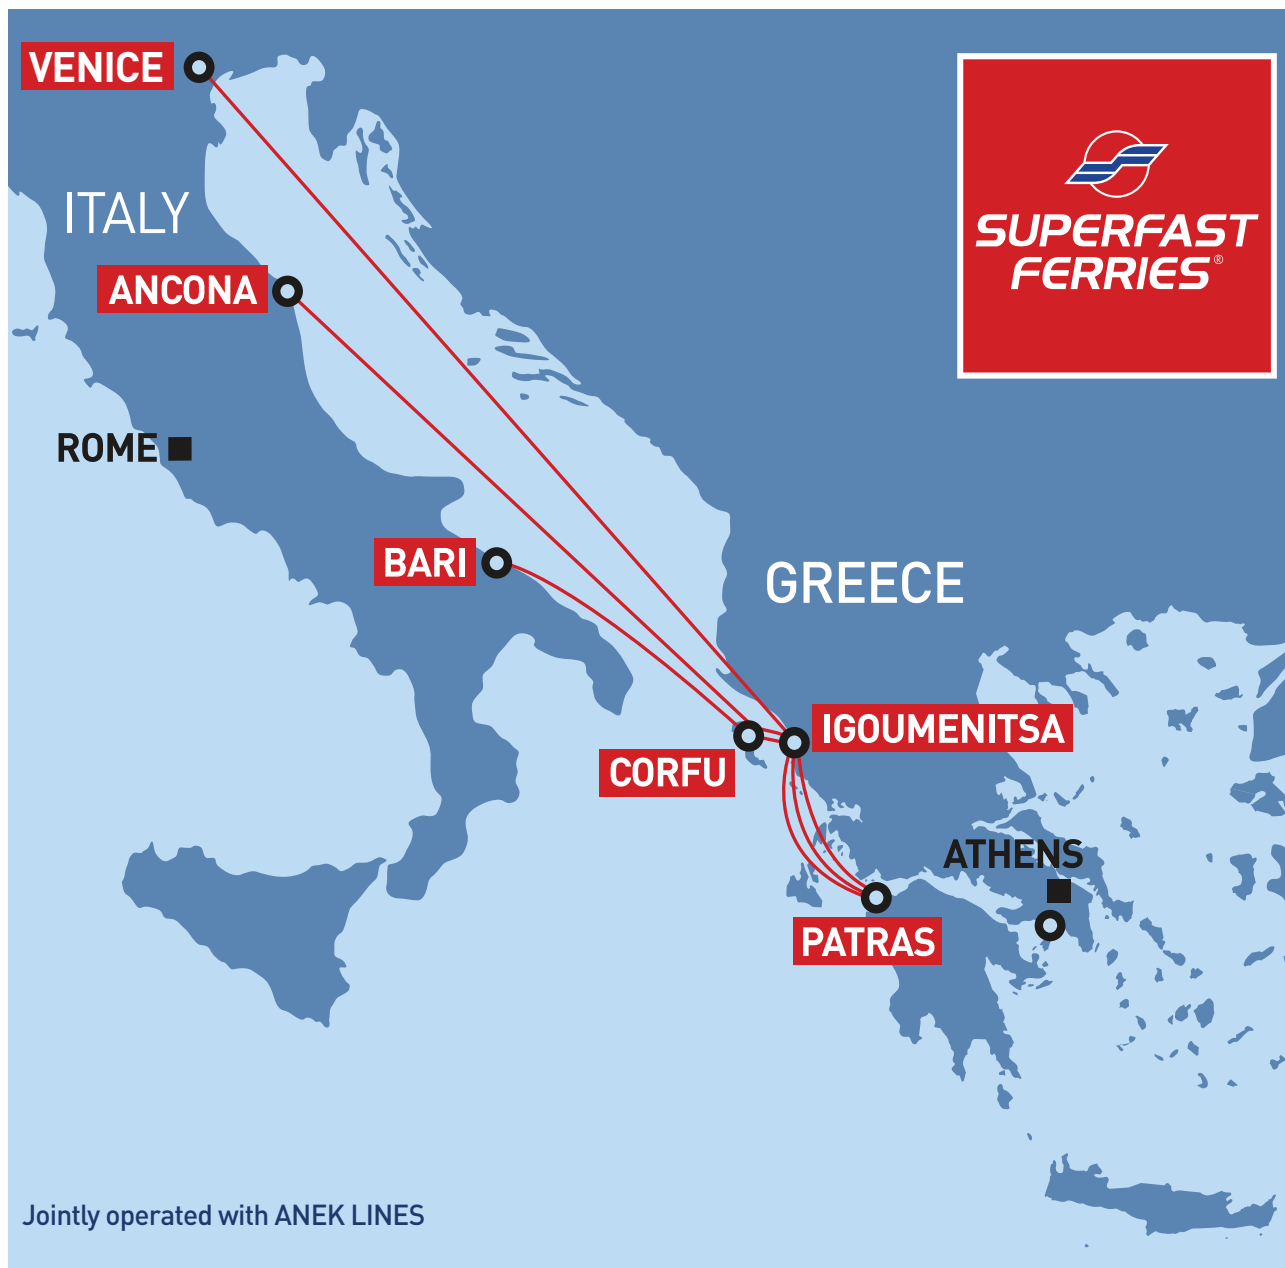 VENICE
ITALY
SUPERFAST
FERRIES®
ANCONA
ROME
BARI
GREECE
IGOUMENITSA
CORFU
ATHENS
PATRAS
Jointly operated with ANEK LINES